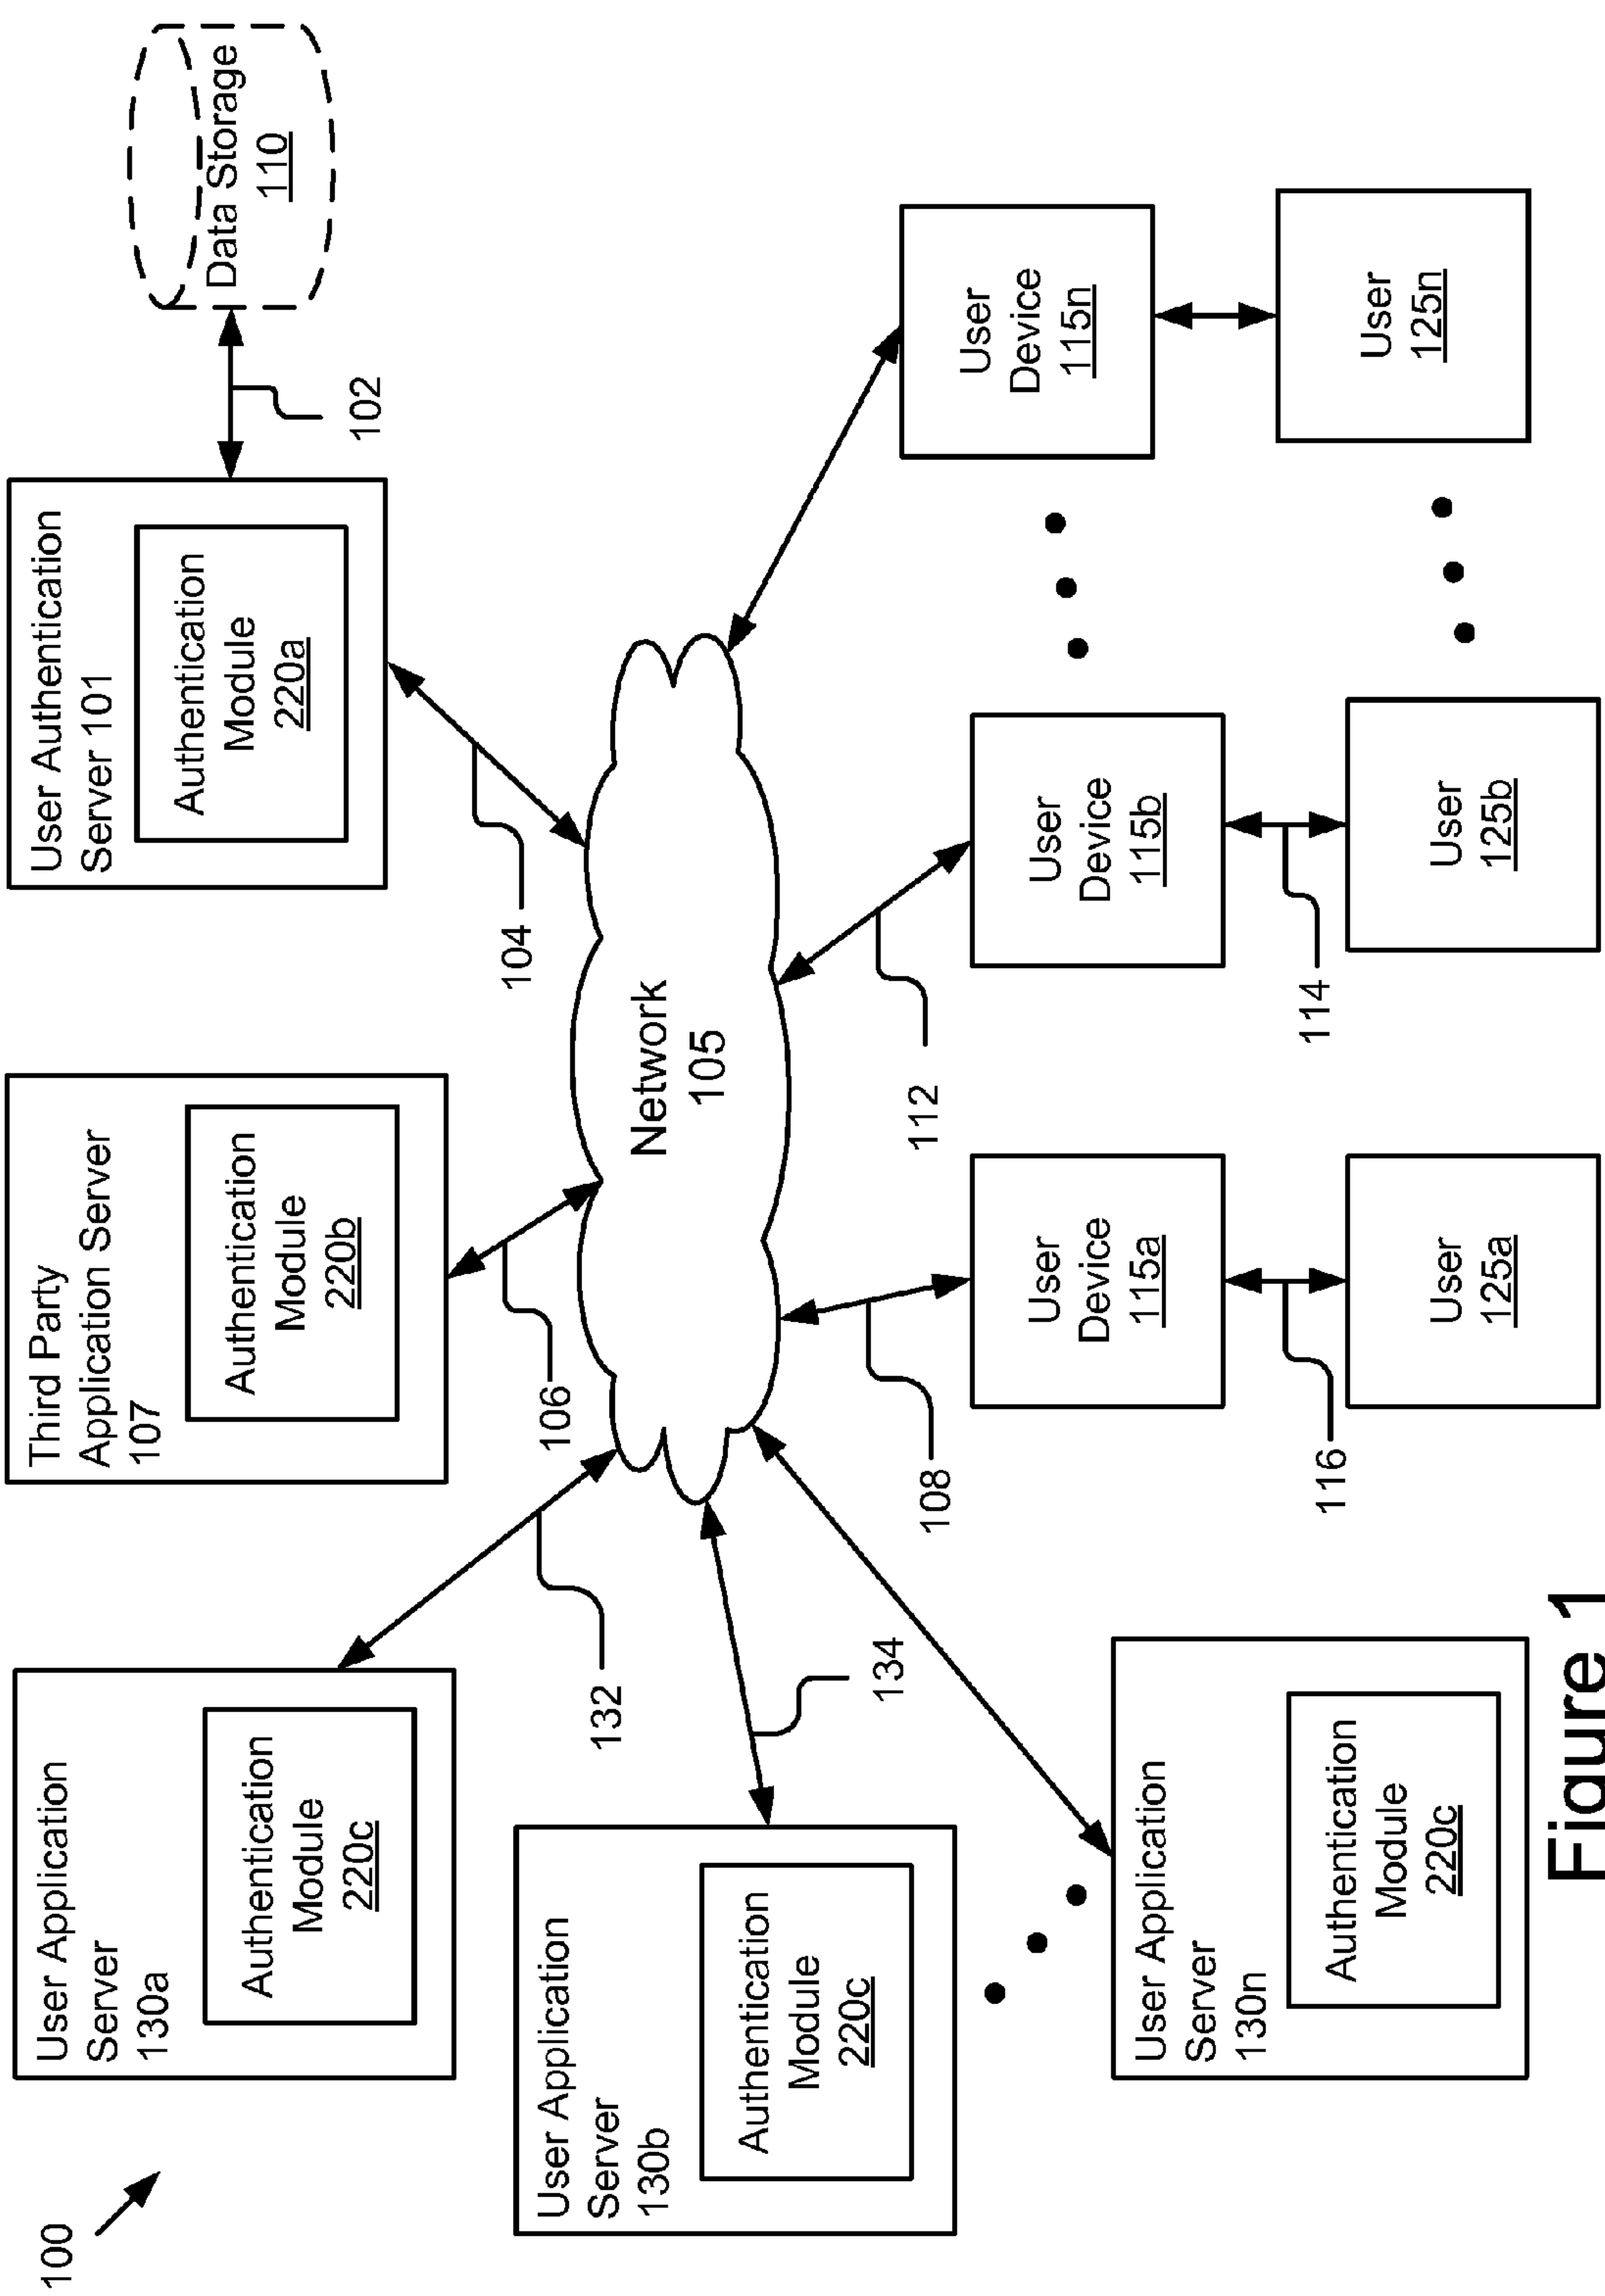 100
User Application
Server
130a
Authentication
Module
220c
Third Party
Application Server
107
Authentication
Module
220b
User Authentication
Server 101
Authentication
Module
220a
Data Storage
110
102
104
106
132
134
Network
105
User Application
Server
130b
Authentication
Module
220c
User Application
Server
130n
Authentication
Module
220c
108
112
User
Device
115a
User
Device
115b
User
Device
115n
116
114
User
125a
User
125b
User
125n
Figure 1